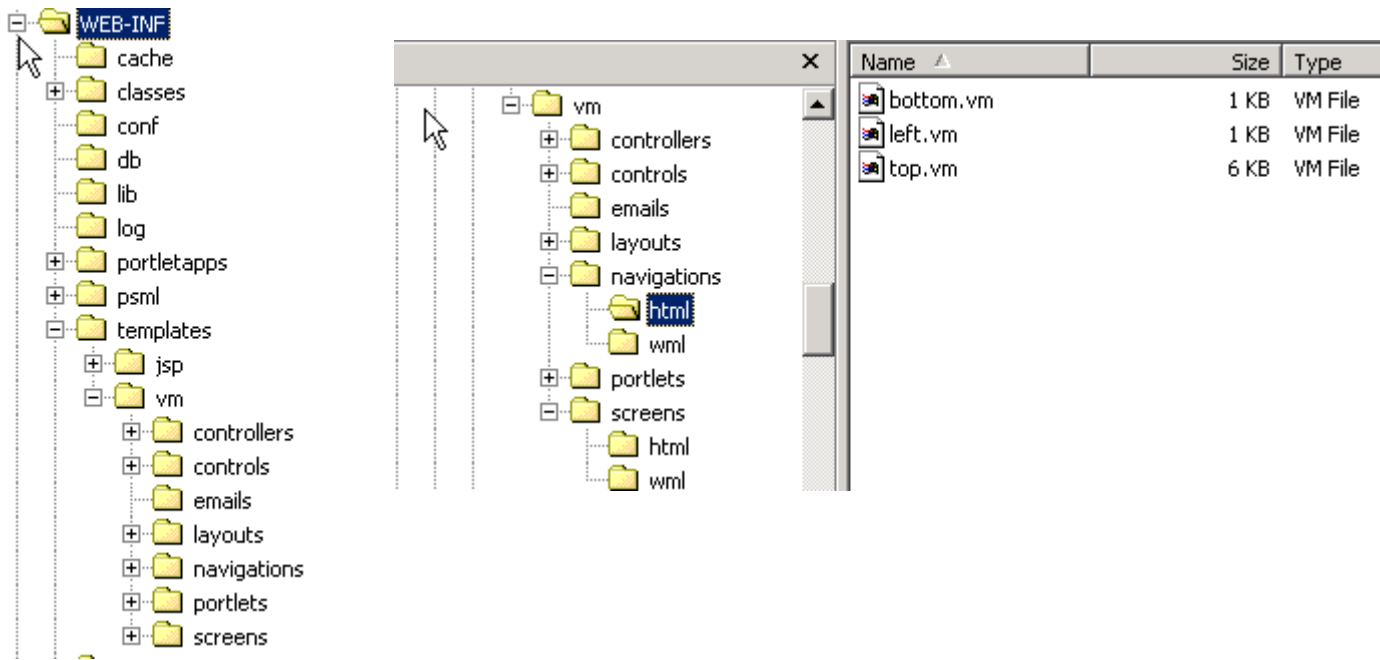 WEB-INF
cache
classes
conf
db
lib
log
portletapps
psml
templates
jsp
vm
controllers
controls
emails
layouts
navigations
portlets
screens
vm
controllers
controls
emails
layouts
navigations
html
wml
portlets
screens
html
wml
Name Size Type
bottom.vm 1 KB VM File
left.vm 1 KB VM File
top.vm 6 KB VM File